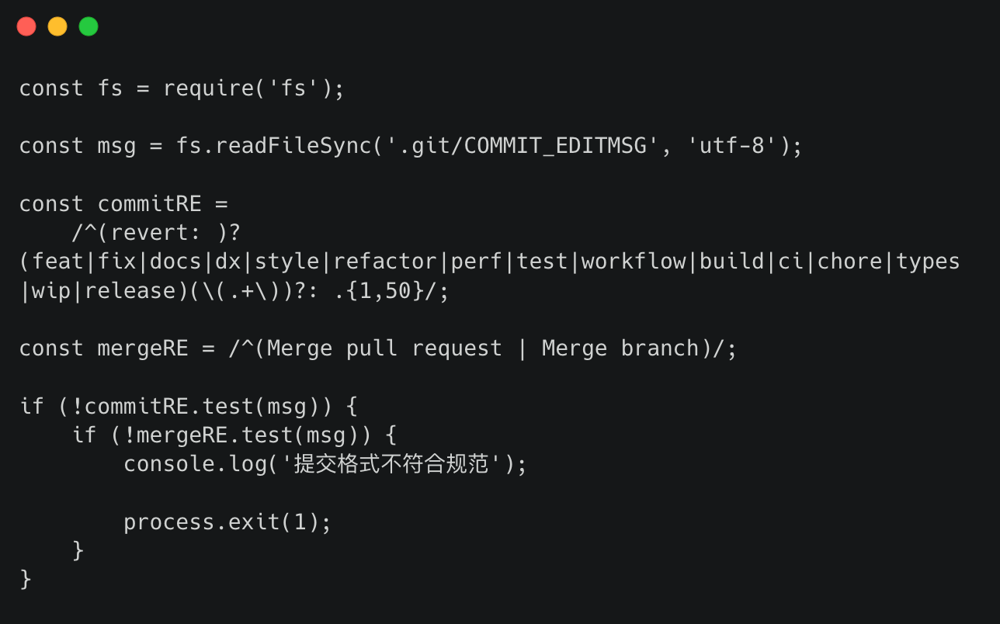 const fs = require('fs');

const msg = fs.readFileSync('.git/COMMIT_EDITMSG', 'utf-8');

const commitRE =
    /^(revert: )?
(feat|fix|docs|dx|style|refactor|perf|test|workflow|build|ci|chore|types
|wip|release)(\(.+\))?: .{1,50}/;

const mergeRE = /^(Merge pull request | Merge branch)/;

if (!commitRE.test(msg)) {
    if (!mergeRE.test(msg)) {
        console.log('提交格式不符合规范');

        process.exit(1);
    }
}